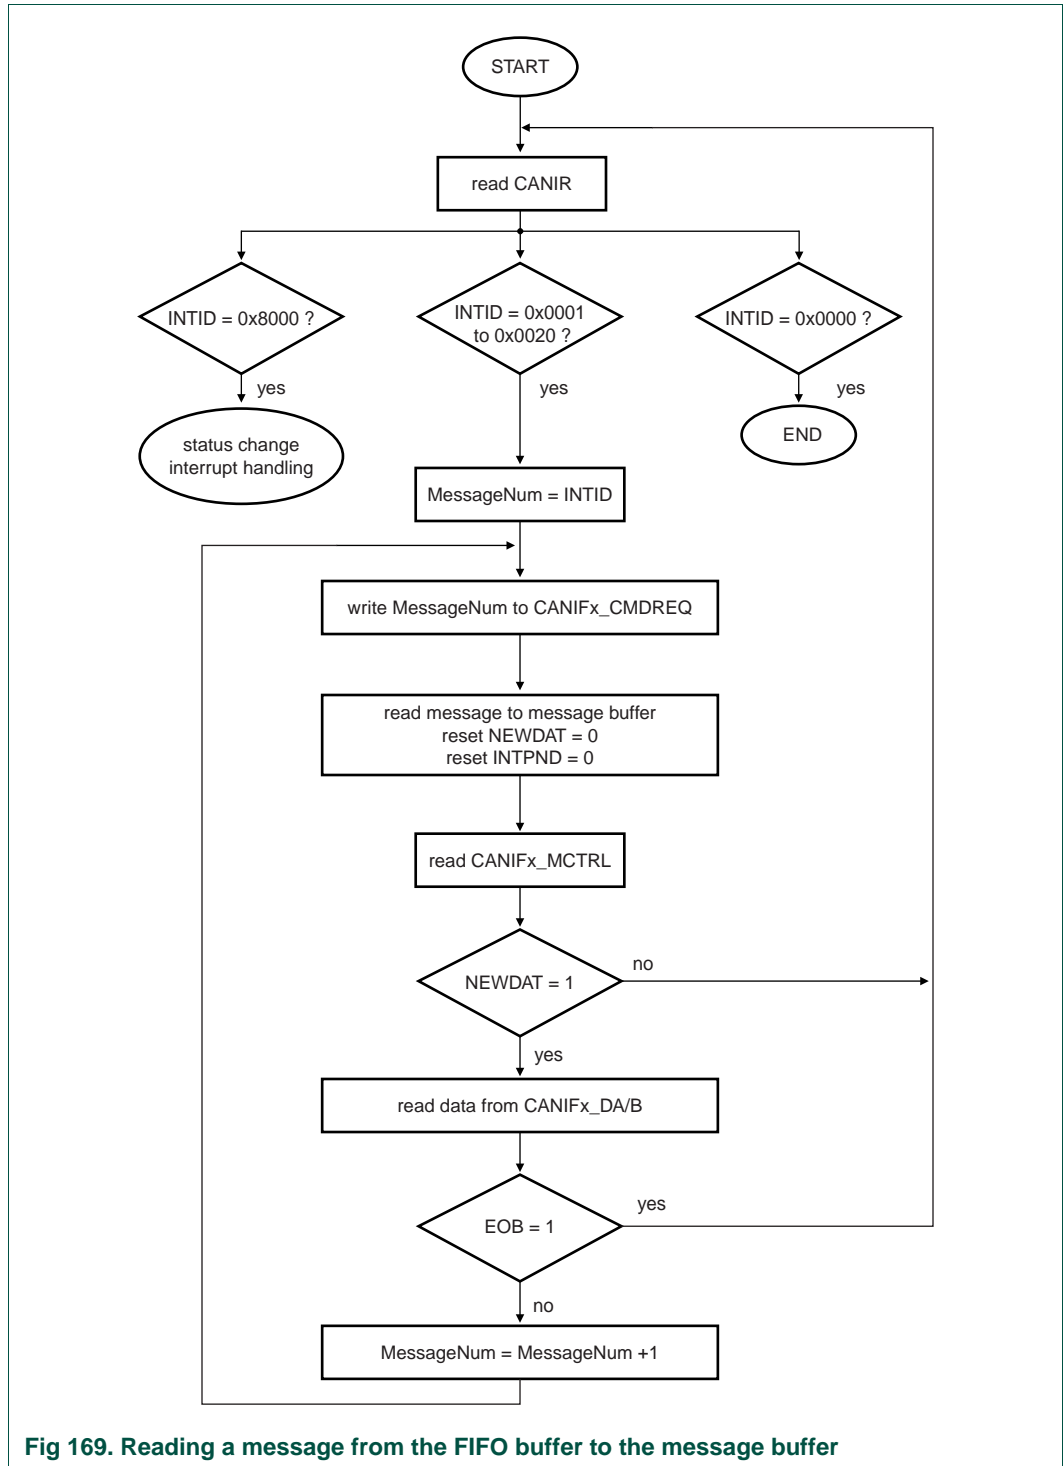 START
read CANIR
INTID = 0x8000 ?
INTID = 0x0001
to 0x0020 ?
INTID = 0x0000 ?
yes
yes
yes
status change
interrupt handling
END
MessageNum = INTID
write MessageNum to CANIFx_CMDREQ
read message to message buffer
reset NEWDAT = 0
reset INTPND = 0
read CANIFx_MCTRL
NEWDAT = 1
no
yes
read data from CANIFx_DA/B
EOB = 1
yes
no
MessageNum = MessageNum +1
Fig 169. Reading a message from the FIFO buffer to the message buffer